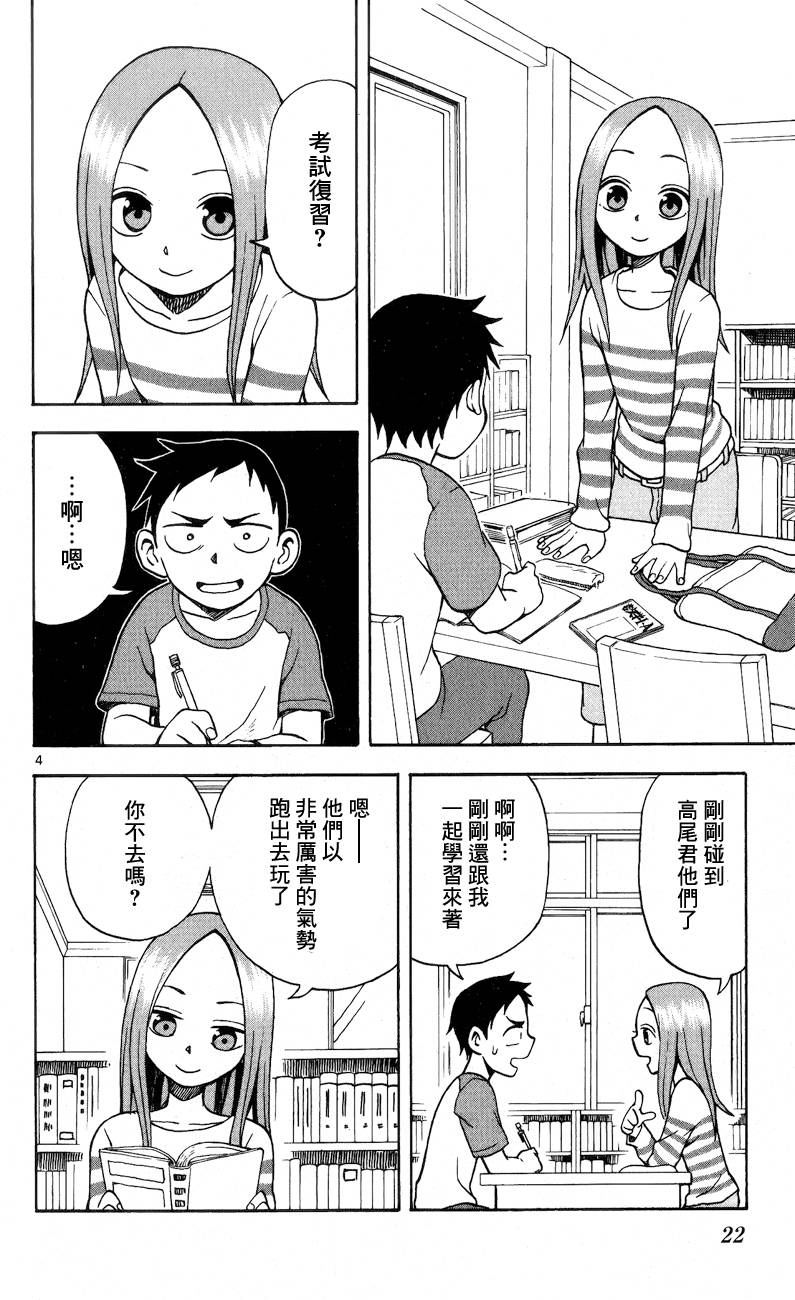 考試復習?
…啊…嗯
4
剛剛碰到
高尾君他們了
啊啊…
剛剛還跟我
一起學習來著
嗯——
他們以
非常厲害的氣勢
跑出去玩了
你不去嗎?
22